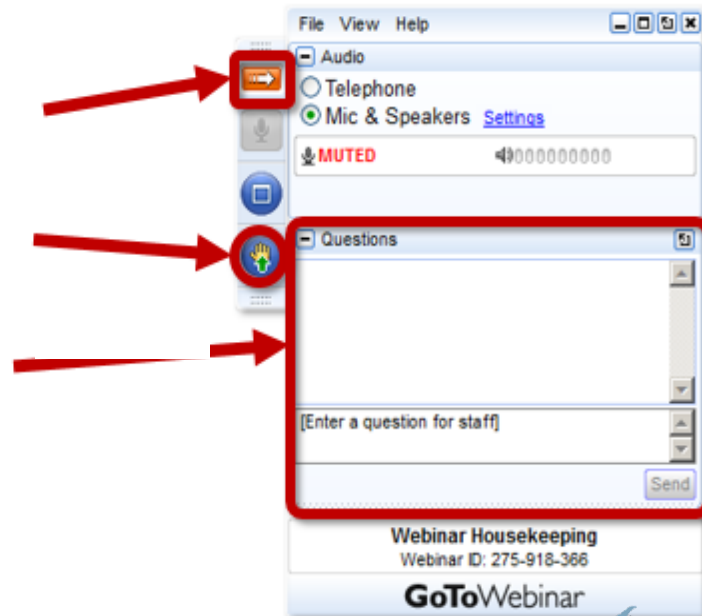 File View Help
Audio
Telephone
Mic & Speakers Settings
MUTED
Questions
[Enter a question for staff]
Send
Webinar Housekeeping
Webinar ID: 275-918-366
GoToWebinar